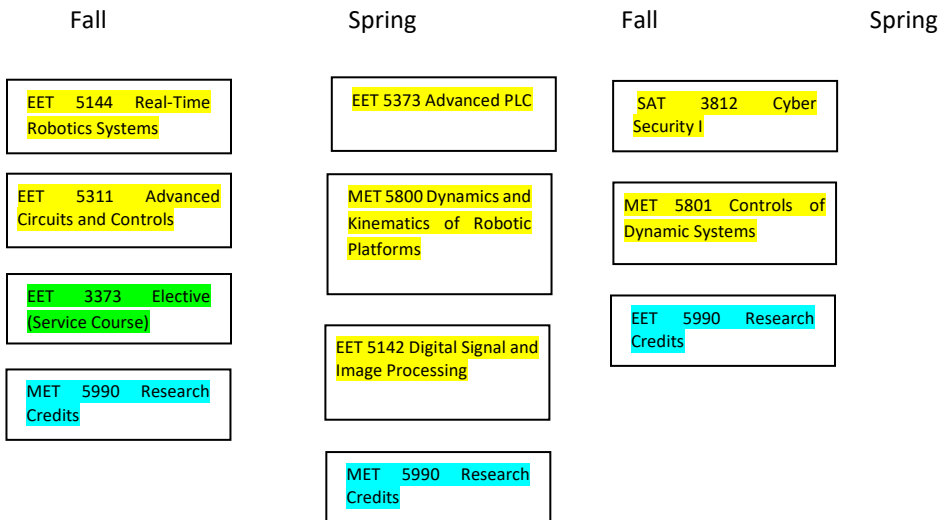 Fall Spring Fall Spring
EET 5144 Real-Time
Robotics Systems
EET 5311 Advanced
Circuits and Controls
EET 3373 Elective
(Service Course)
MET 5990 Research
Credits
EET 5373 Advanced PLC
MET 5800 Dynamics and
Kinematics of Robotic
Platforms
EET 5142 Digital Signal and
Image Processing
MET 5990 Research
Credits
SAT 3812 Cyber
Security I
MET 5801 Controls of
Dynamic Systems
EET 5990 Research
Credits